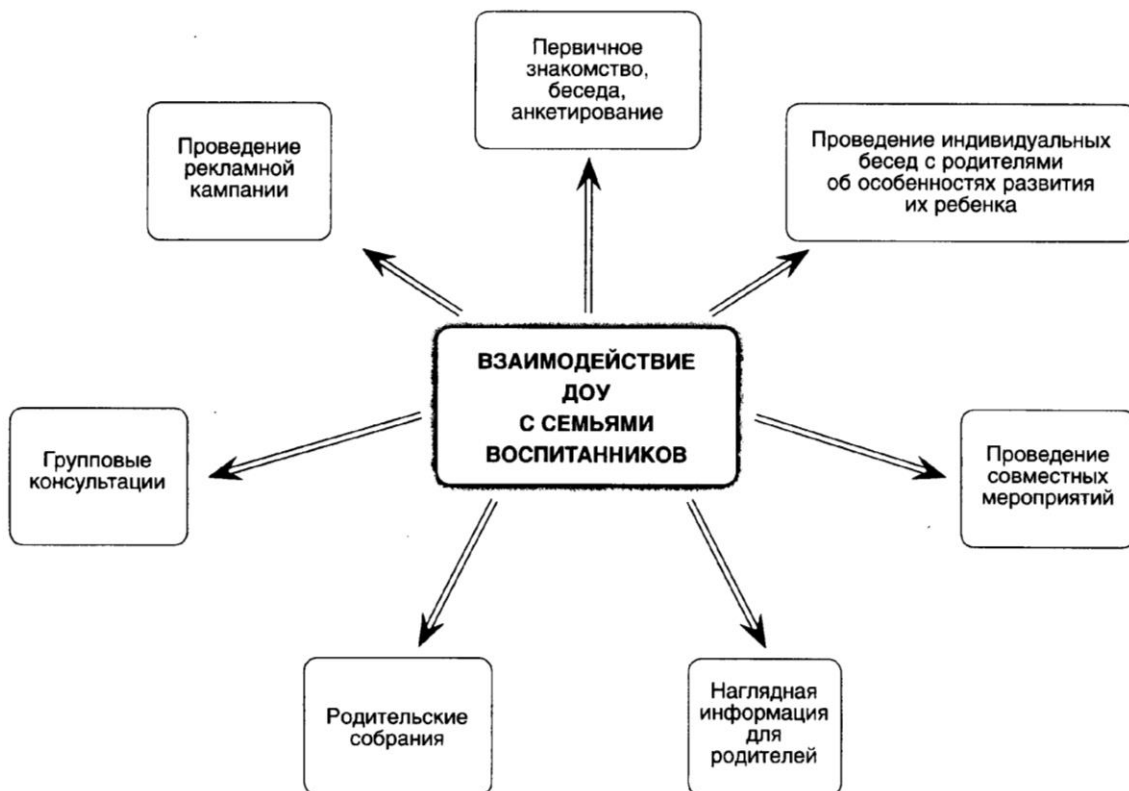 Первичное
знакомство,
беседа,
анкетирование
Проведение
рекламной
кампании
Проведение индивидуальных
бесед с родителями
об особенностях развития
их ребенка
ВЗАИМОДЕЙСТВИЕ
ДОУ
С СЕМЬЯМИ
ВОСПИТАННИКОВ
Групповые
консультации
Проведение
совместных
мероприятий
Родительские
собрания
Наглядная
информация
для
родителей